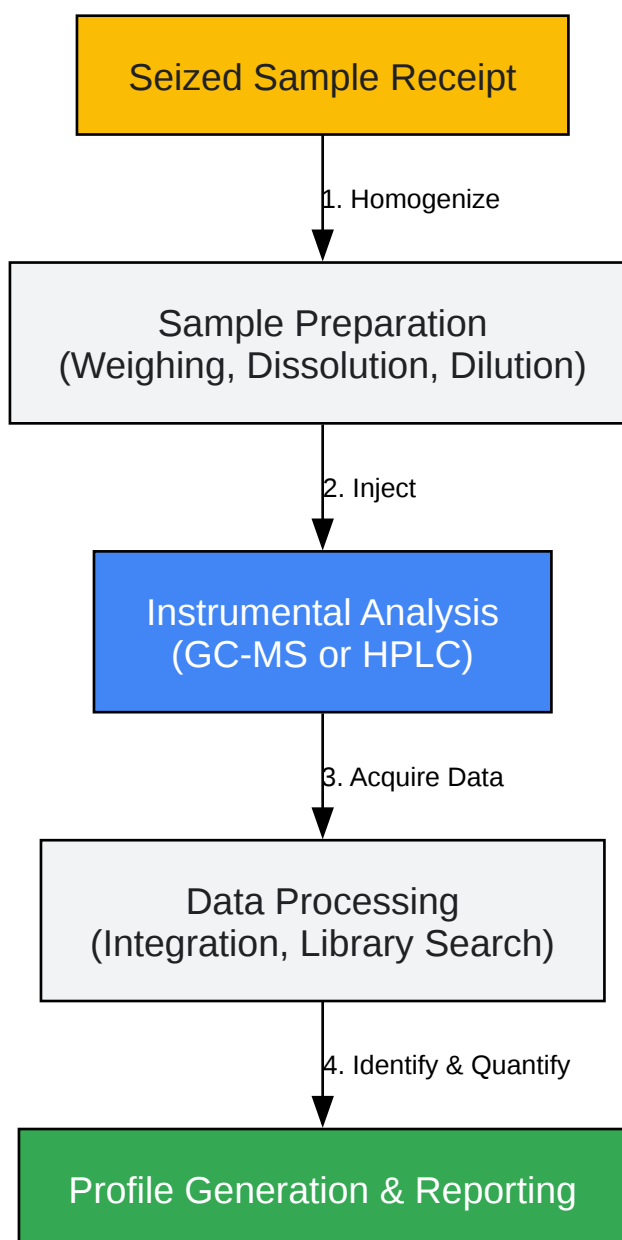 Seized Sample Receipt
1. Homogenize
Sample Preparation
(Weighing, Dissolution, Dilution)
2. Inject
Instrumental Analysis
(GC-MS or HPLC)
3. Acquire Data
Data Processing
(Integration, Library Search)
4. Identify & Quantify
Profile Generation & Reporting